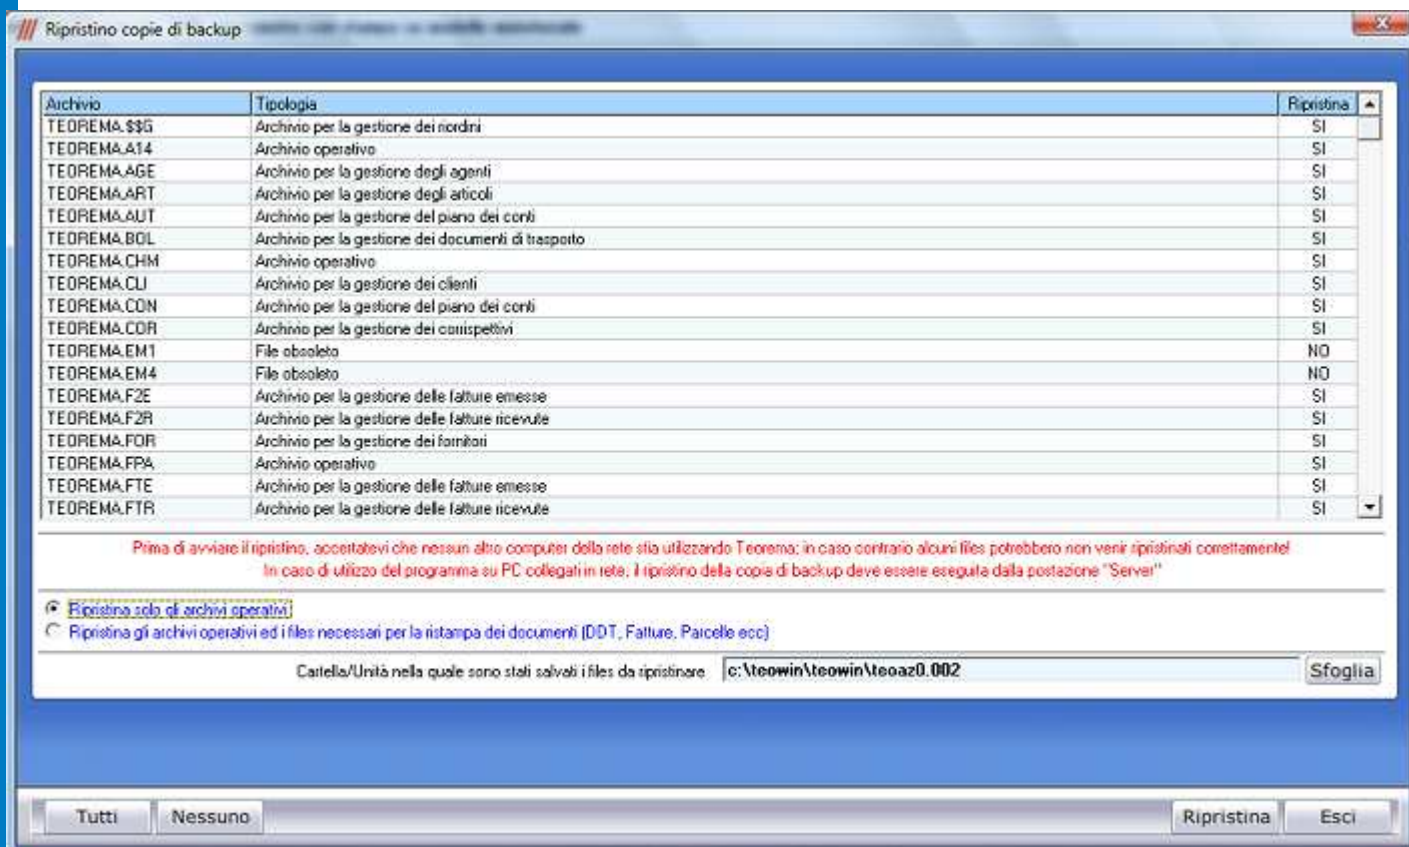 Ripristino copie di backup
Archivio Tipologia Ripristina
TEOREMA.$$G Archivio per la gestione dei riordini SI
TEOREMA.A14 Archivio operativo SI
TEOREMA.AGE Archivio per la gestione degli agenti SI
TEOREMA.ART Archivio per la gestione degli articoli SI
TEOREMA.AUT Archivio per la gestione del piano dei conti SI
TEOREMA.BOL Archivio per la gestione dei documenti di trasporto SI
TEOREMA.CHM Archivio operativo SI
TEOREMA.CLI Archivio per la gestione dei clienti SI
TEOREMA.CON Archivio per la gestione del piano dei conti SI
TEOREMA.COR Archivio per la gestione dei corrispettivi SI
TEOREMA.EM1 File obsoleto NO
TEOREMA.EM4 File obsoleto NO
TEOREMA.F2E Archivio per la gestione delle fatture emesse SI
TEOREMA.F2R Archivio per la gestione delle fatture ricevute SI
TEOREMA.FOR Archivio per la gestione dei fornitori SI
TEOREMA.FPA Archivio operativo SI
TEOREMA.FTE Archivio per la gestione delle fatture emesse SI
TEOREMA.FTR Archivio per la gestione delle fatture ricevute SI
Prima di avviare il ripristino, accertatevi che nessun altro computer della rete stia utilizzando Teorema; in caso contrario alcuni files potrebbero non venir ripristinati correttamente!
In caso di utilizzo del programma su PC collegati in rete, il ripristino della copia di backup deve essere eseguita dalla postazione "Server"
Ripristina solo gli archivi operativi
Ripristina gli archivi operativi ed i files necessari per la ristampa dei documenti (DDT, Fatture, Parcelle ecc)
Cartella/Unità nella quale sono stati salvati i files da ripristinare c:\teowin\teowin\teoaz0.002 Sfoglia
Tutti Nessuno Ripristina Esci